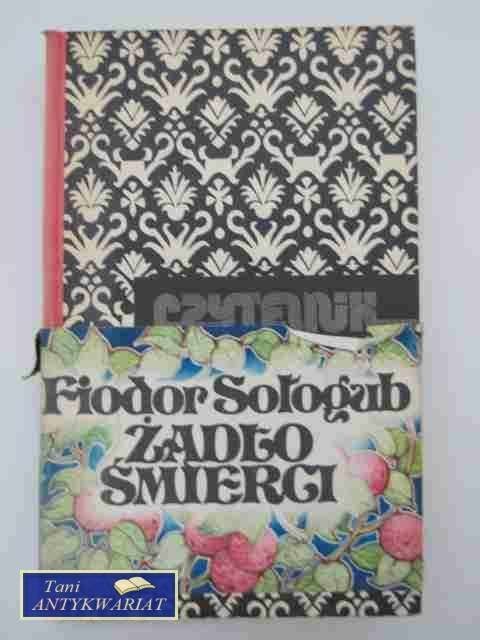 CZYTELNIK
Fiodor Sołogub
ŻĄDŁO
ŚMIERCI
Tani
ANTYKWARIAT